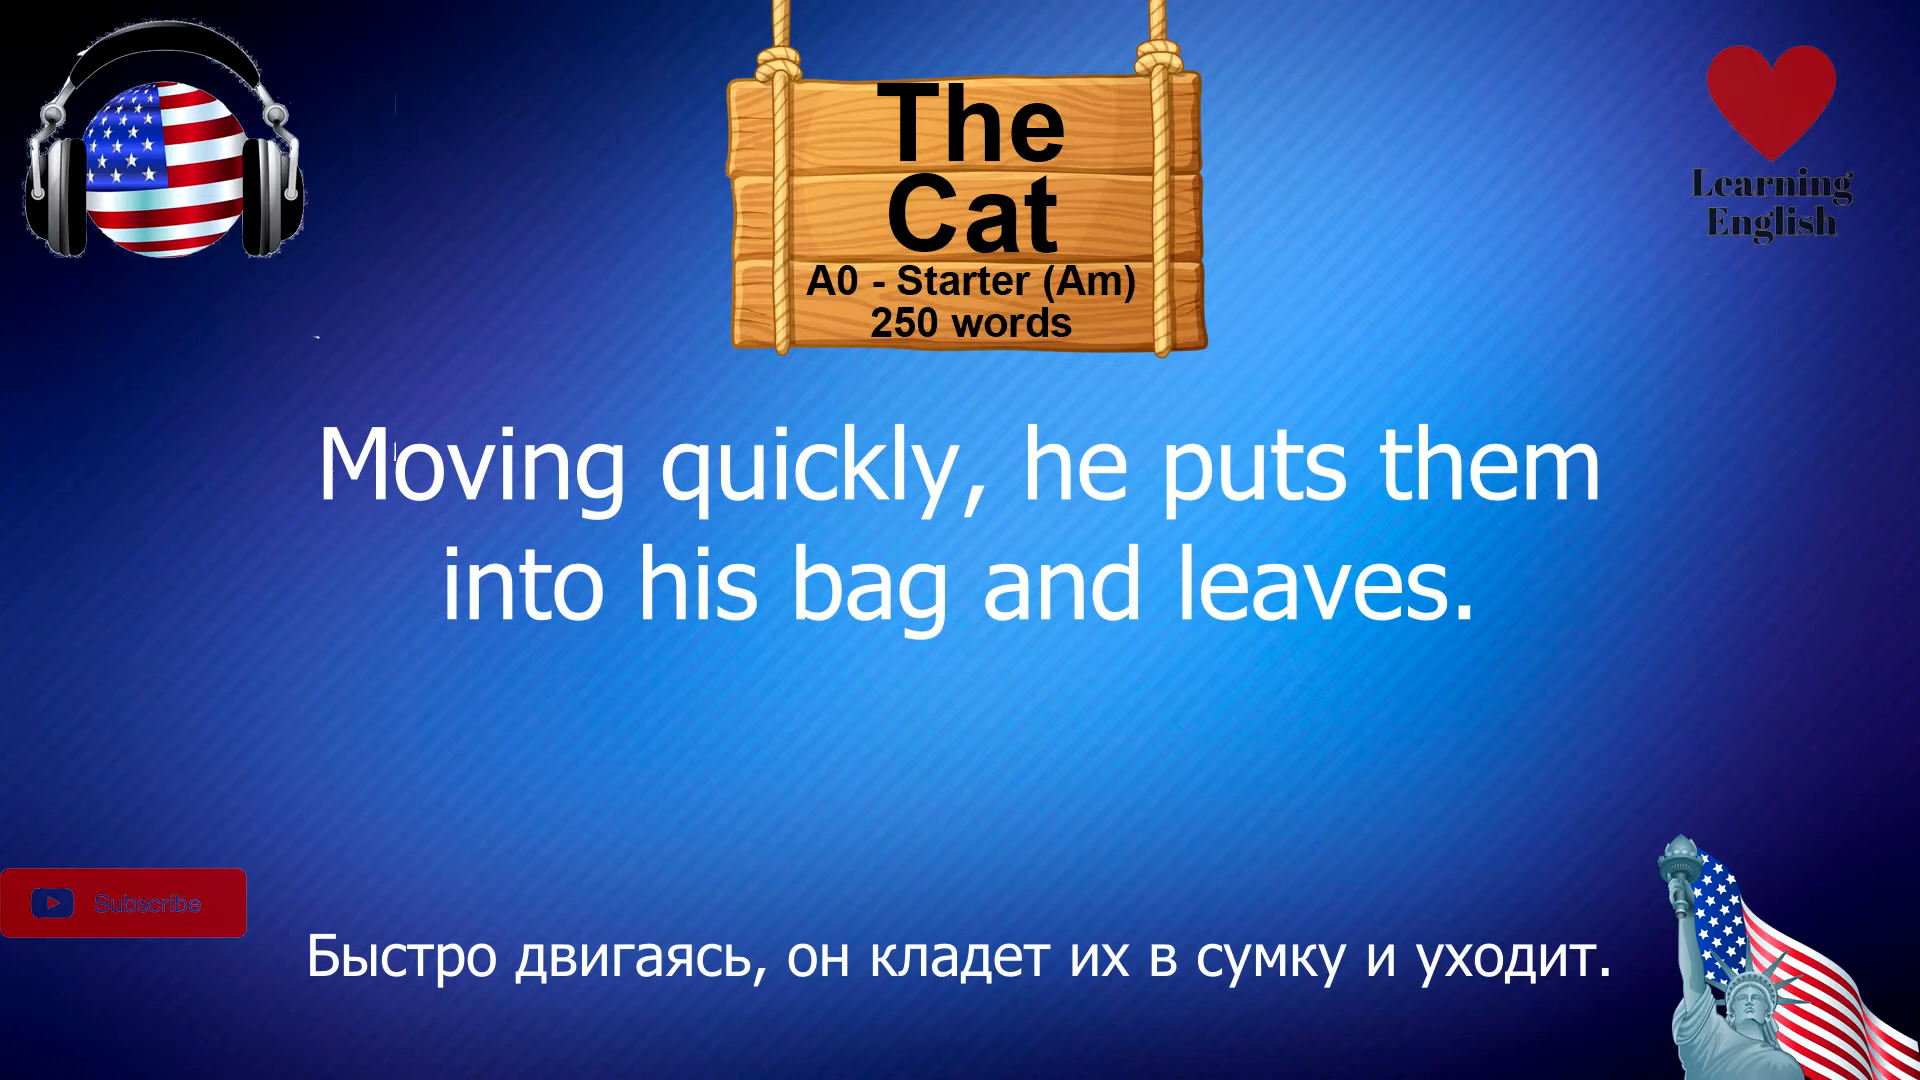 The
Cat
A0 - Starter (Am)
250 words
Learning
English
Moving quickly, he puts them
into his bag and leaves.
Subscribe
Быстро двигаясь, он кладет их в сумку и уходит.